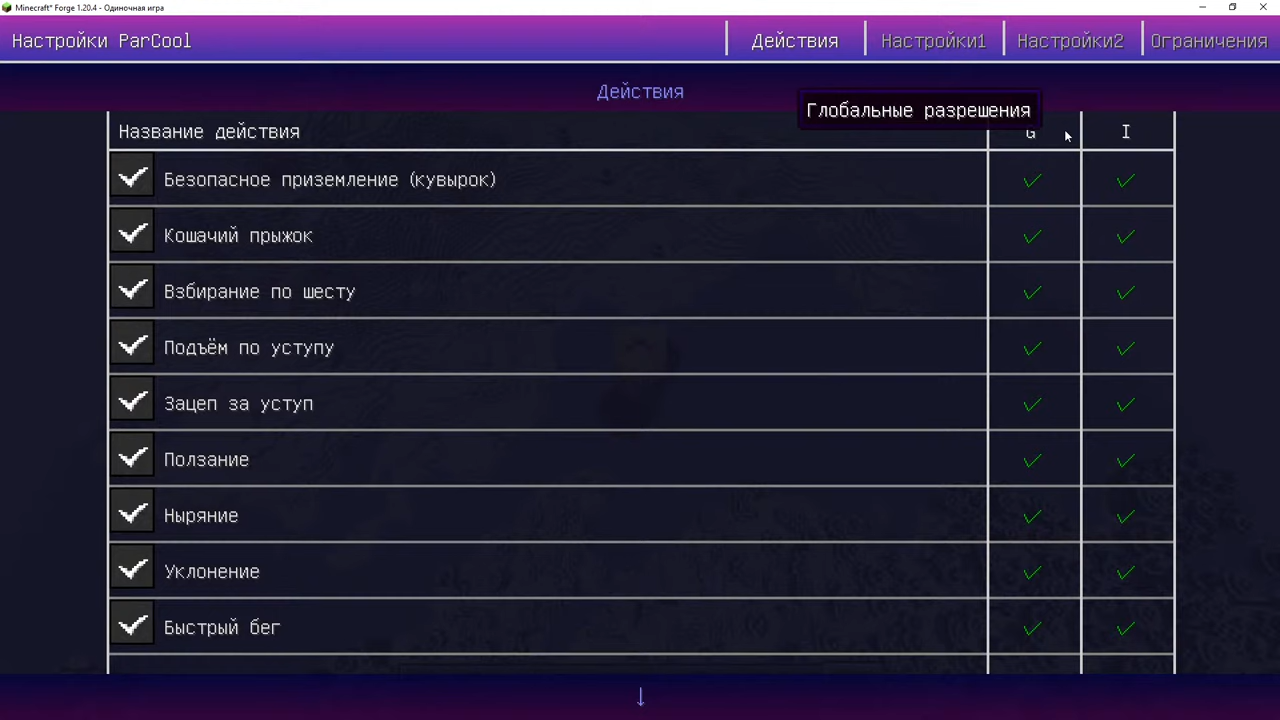 Minecraft* Forge 1.20.4 - Одиночная игра
Настройки ParCool
Действия
Настройки1
Настройки2
Ограничения
Действия
Глобальные разрешения
Название действия
G
I
Безопасное приземление (кувырок)
Кошачий прыжок
Взбирание по шесту
Подъём по уступу
Зацеп за уступ
Ползание
Ныряние
Уклонение
Быстрый бег